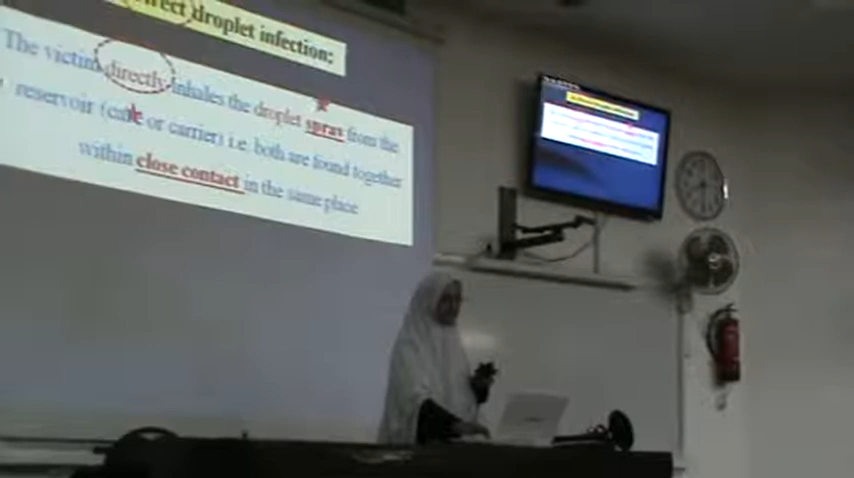 direct droplet infection:
The victim directly inhales the droplet spray from the
reservoir (case or carrier) i.e. both are found together
within close contact in the same place